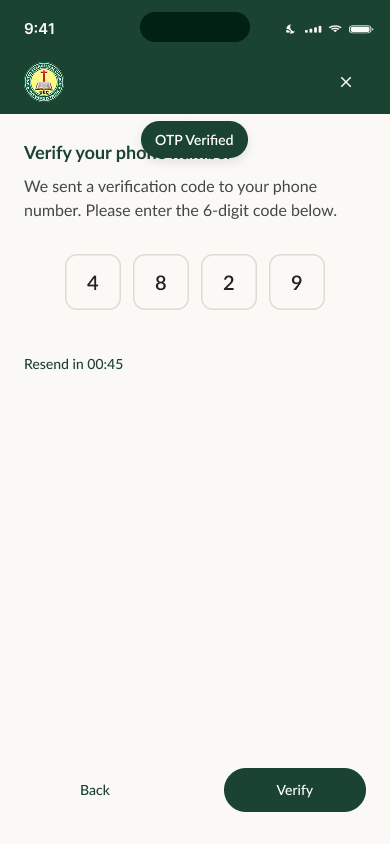 9:41
OTP Verified
Verify your phone number
We sent a verification code to your phone
number. Please enter the 6-digit code below.
4 8 2 9
Resend in 00:45
Back Verify